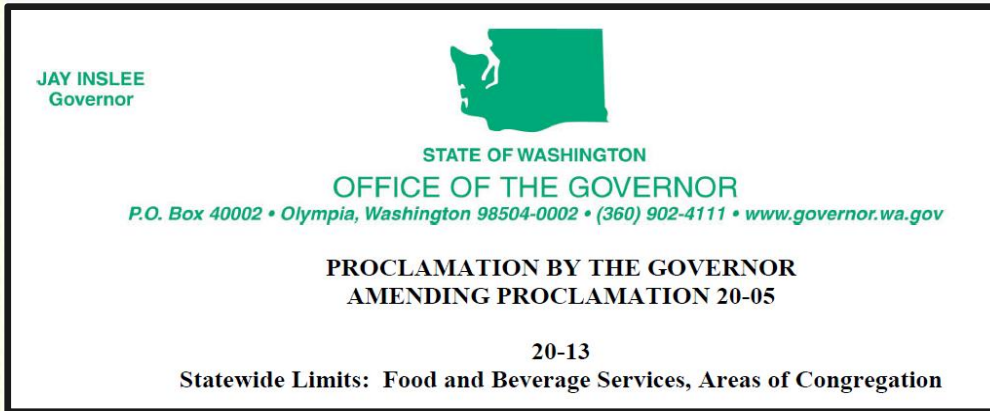 JAY INSLEE
Governor
STATE OF WASHINGTON
OFFICE OF THE GOVERNOR
P.O. Box 40002 • Olympia, Washington 98504-0002 • (360) 902-4111 • www.governor.wa.gov
PROCLAMATION BY THE GOVERNOR
AMENDING PROCLAMATION 20-05
20-13
Statewide Limits: Food and Beverage Services, Areas of Congregation